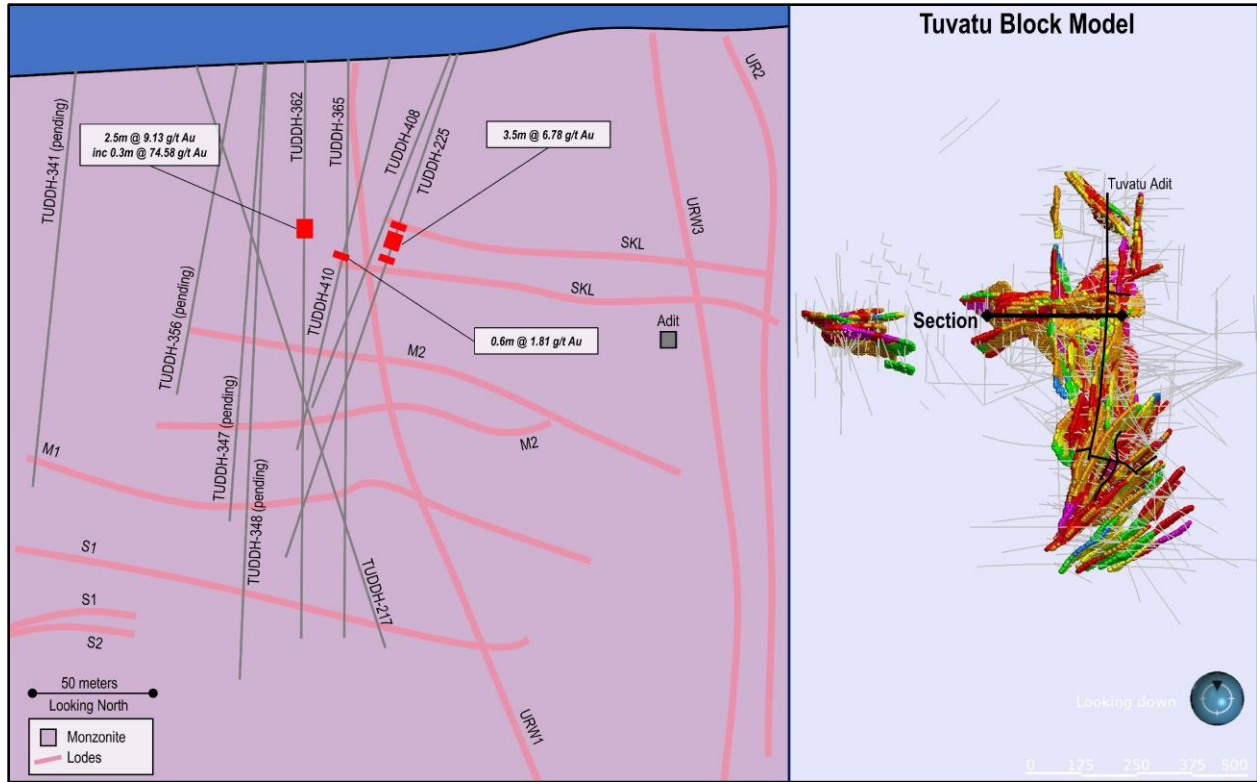 Tuvatu Block Model
UR2
TUDDH-341 (pending)
2.5m @ 9.13 g/t Au
inc 0.3m @ 74.58 g/t Au
TUDDH-362
TUDDH-365
TUDDH-408
TUDDH-225
3.5m @ 6.78 g/t Au
Tuvatu Adit
URW3
SKL
SKL
TUDDH-410
TUDDH-356 (pending)
0.6m @ 1.81 g/t Au
Adit
Section
M2
M2
M1
TUDDH-347 (pending)
TUDDH-348 (pending)
S1
S1
S2
TUDDH-217
URW1
50 meters
Looking North
Monzonite
Lodes
Looking down
0 125 250 375 500